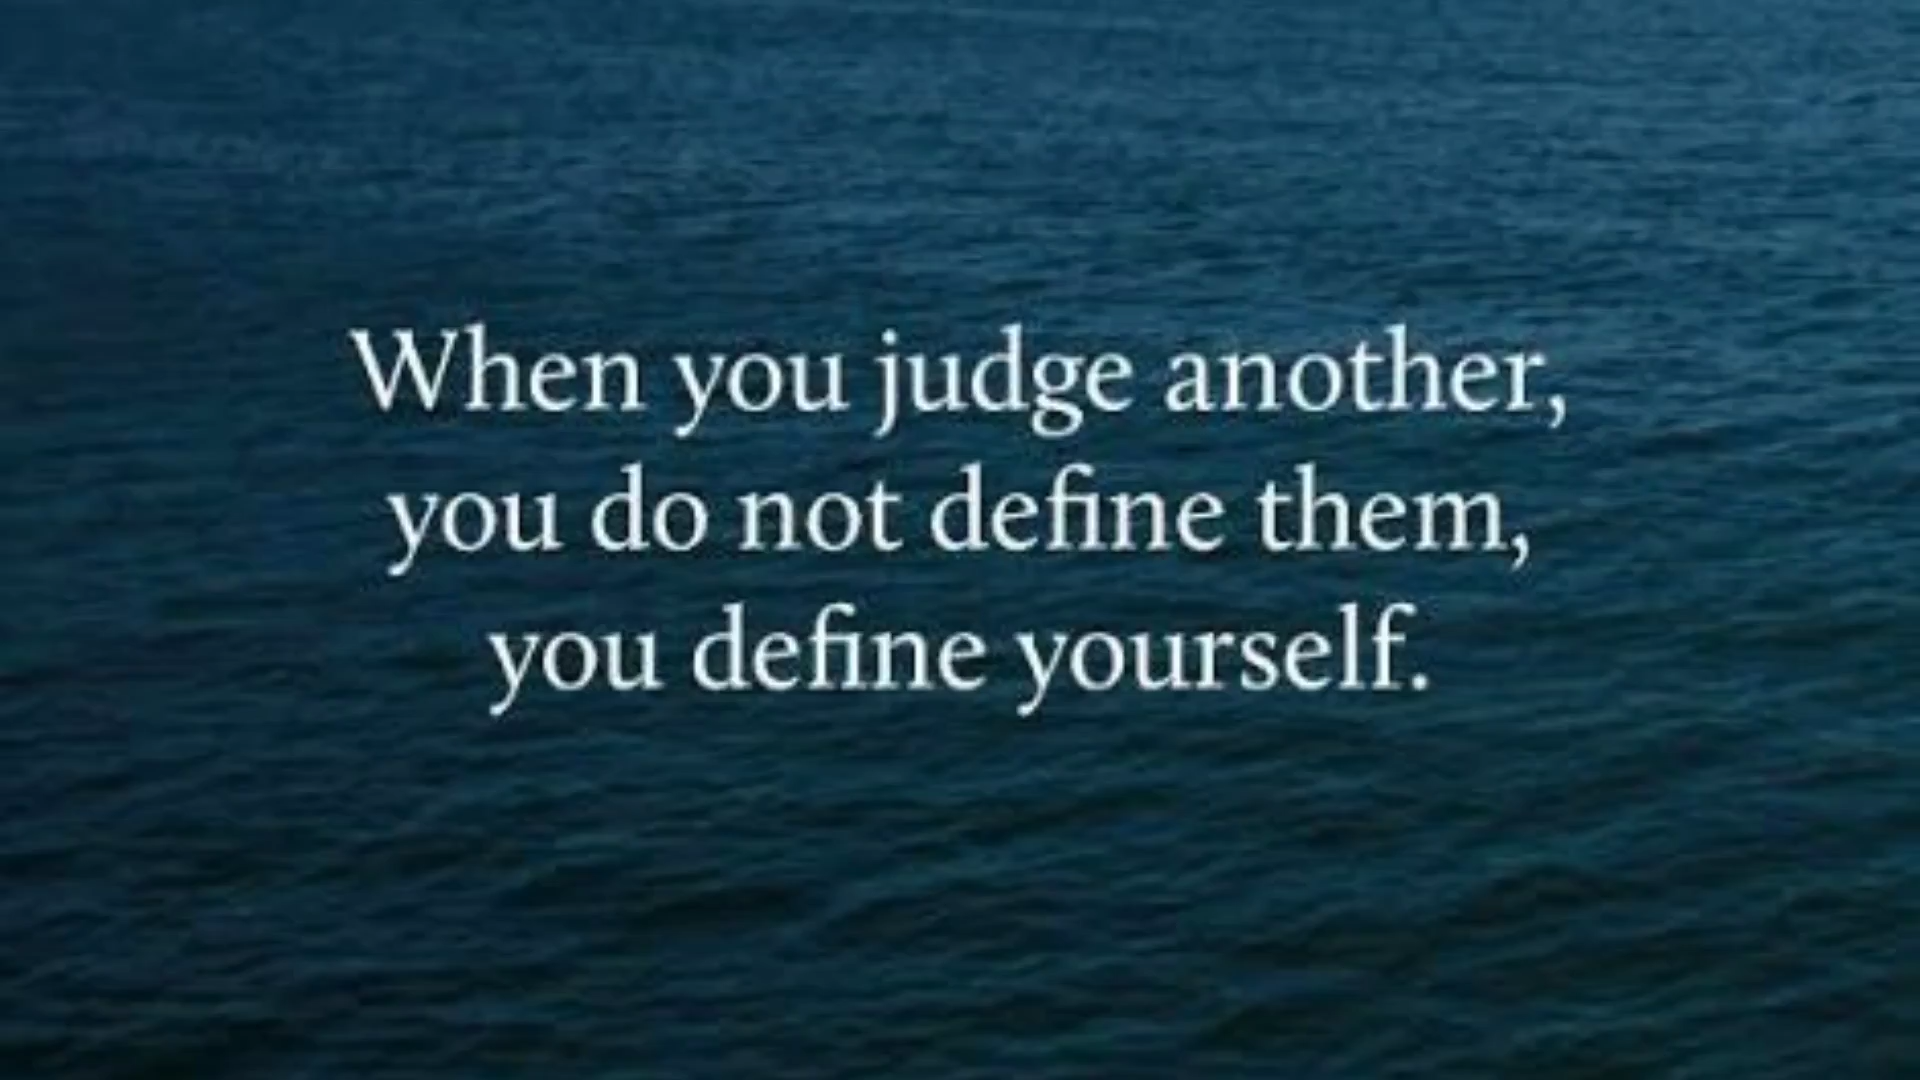 When you judge another,
you do not define them,
you define yourself.